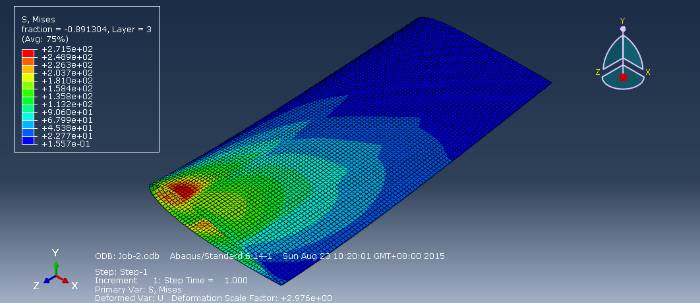 S, Mises
fraction = -0.891304, Layer = 3
(Avg: 75%)
+2.715e+02
+2.489e+02
+2.263e+02
+2.037e+02
+1.810e+02
+1.584e+02
+1.358e+02
+1.132e+02
+9.060e+01
+6.799e+01
+4.538e+01
+2.277e+01
+1.557e-01
Y
Z X
Y
Z X
ODB: Job-2.odb Abaqus/Standard 6.14-1 Sun Aug 23 10:20:01 GMT+08:00 2015
Step: Step-1
Increment 1: Step Time = 1.000
Primary Var: S, Mises
Deformed Var: U Deformation Scale Factor: +2.976e+00